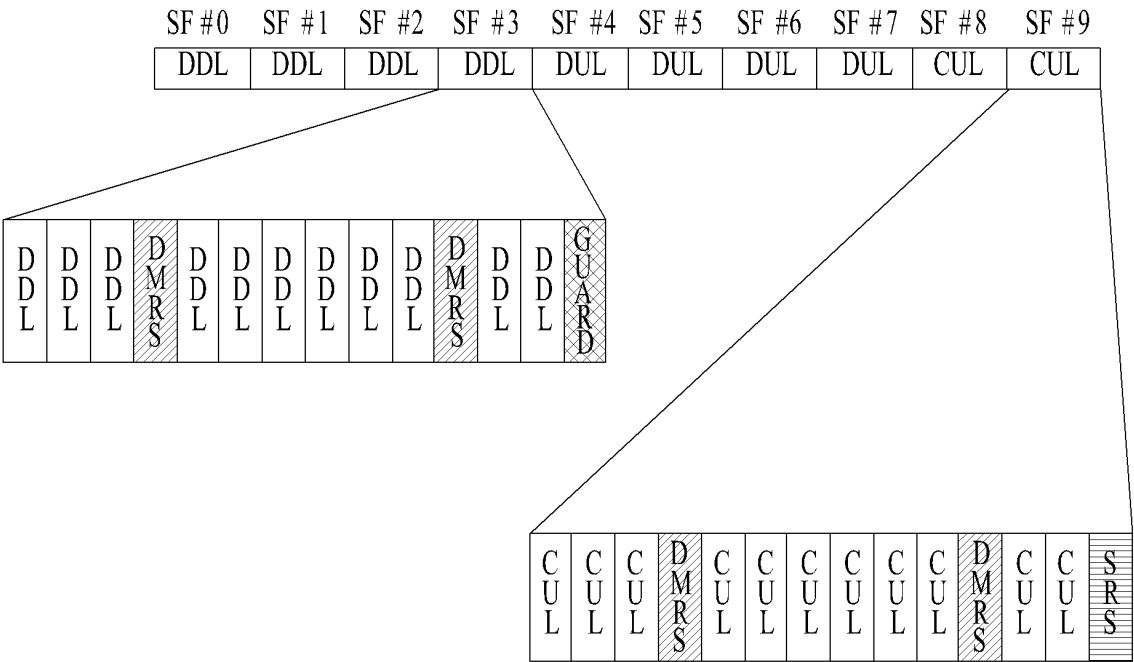 SF #0 SF #1 SF #2 SF #3 SF #4 SF #5 SF #6 SF #7 SF #8 SF #9
DDL DDL DDL DDL DUL DUL DUL DUL CUL CUL
DDL DDL DDL DMRS DDL DDL DDL DDL DDL DDL DMRS DDL DDL GUARD
CUL CUL CUL DMRS CUL CUL CUL CUL CUL CUL DMRS CUL CUL SRS